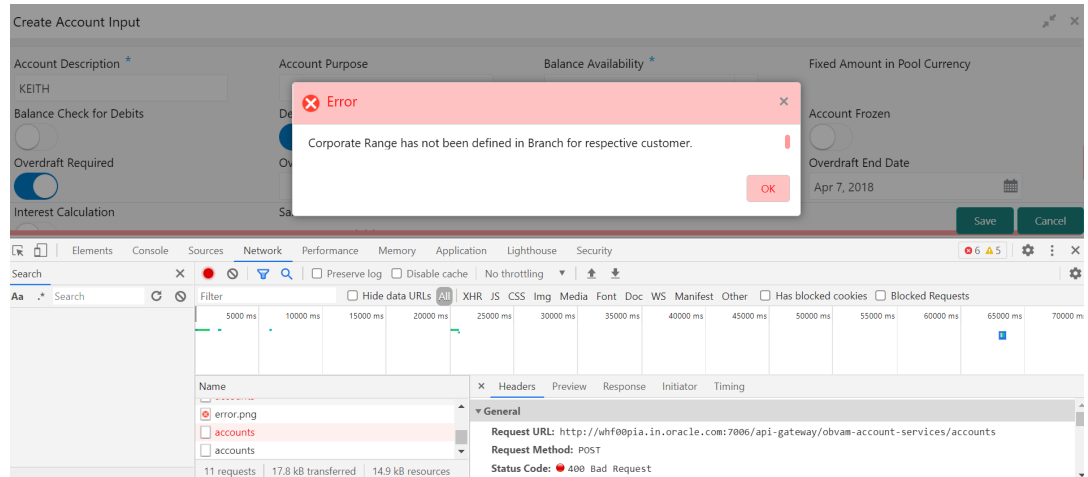 Create Account Input
Account Description *
Account Purpose
Balance Availability *
Fixed Amount in Pool Currency
KEITH
Error
Balance Check for Debits
De
Account Frozen
Corporate Range has not been defined in Branch for respective customer.
Overdraft Required
Ov
Overdraft End Date
OK
Apr 7, 2018
Interest Calculation
Sa
Save
Cancel
Elements Console Sources Network Performance Memory Application Lighthouse Security
6 5
Search
Preserve log Disable cache No throttling
Aa .* Search
Filter Hide data URLs All XHR JS CSS Img Media Font Doc WS Manifest Other Has blocked cookies Blocked Requests
5000 ms 10000 ms 15000 ms 20000 ms 25000 ms 30000 ms 35000 ms 40000 ms 45000 ms 50000 ms 55000 ms 60000 ms 65000 ms 70000 m
Name
Headers Preview Response Initiator Timing
error.png
accounts
accounts
General
Request URL: http://whf00pia.in.oracle.com:7006/api-gateway/obvam-account-services/accounts
Request Method: POST
Status Code: 400 Bad Request
11 requests 17.8 kB transferred 14.9 kB resources